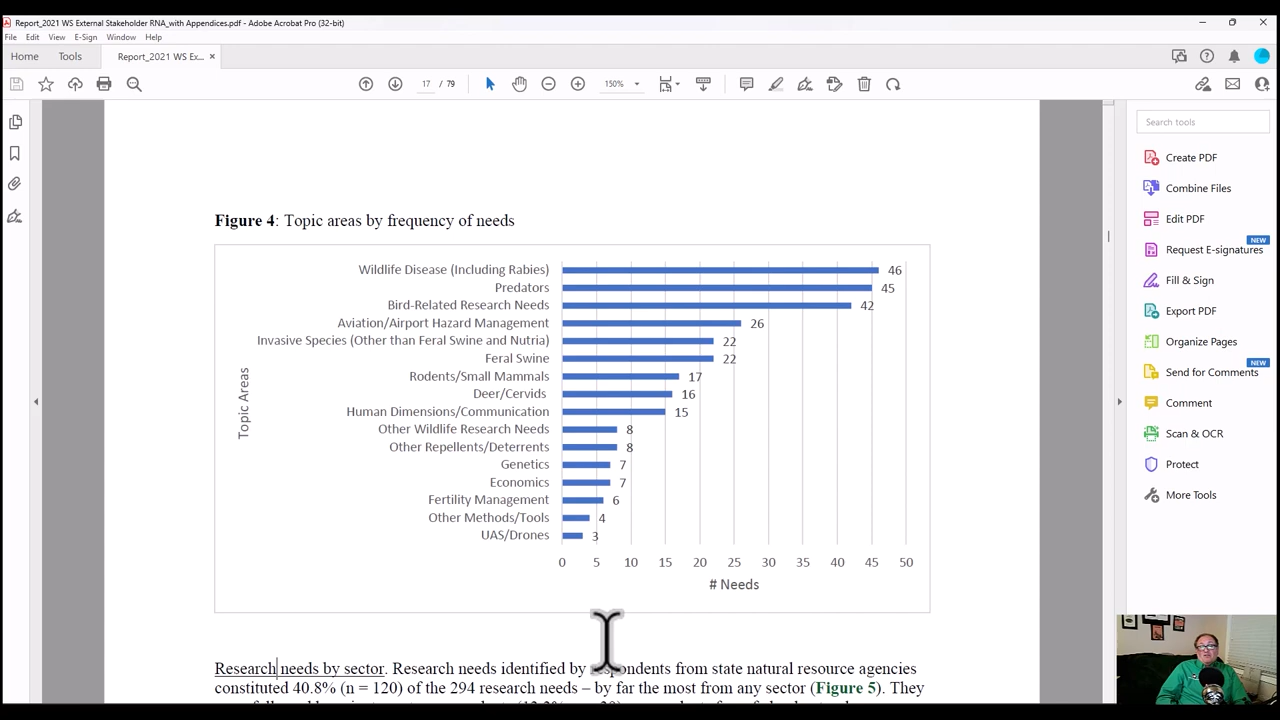 Report_2021 WS External Stakeholder RNA_with Appendices.pdf - Adobe Acrobat Pro (32-bit)
File Edit View E-Sign Window Help
Home Tools Report_2021 WS Ex...
17 / 79 150%
Search tools
Create PDF
Combine Files
Edit PDF
NEW
Request E-signatures
Fill & Sign
Export PDF
Organize Pages
NEW
Send for Comments
Comment
Scan & OCR
Protect
More Tools
Figure 4: Topic areas by frequency of needs
Topic Areas
Wildlife Disease (Including Rabies) 46
Predators 45
Bird-Related Research Needs 42
Aviation/Airport Hazard Management 26
Invasive Species (Other than Feral Swine and Nutria) 22
Feral Swine 22
Rodents/Small Mammals 17
Deer/Cervids 16
Human Dimensions/Communication 15
Other Wildlife Research Needs 8
Other Repellents/Deterrents 8
Genetics 7
Economics 7
Fertility Management 6
Other Methods/Tools 4
UAS/Drones 3
0 5 10 15 20 25 30 35 40 45 50
# Needs
Research needs by sector. Research needs identified by respondents from state natural resource agencies
constituted 40.8% (n = 120) of the 294 research needs – by far the most from any sector (Figure 5). They